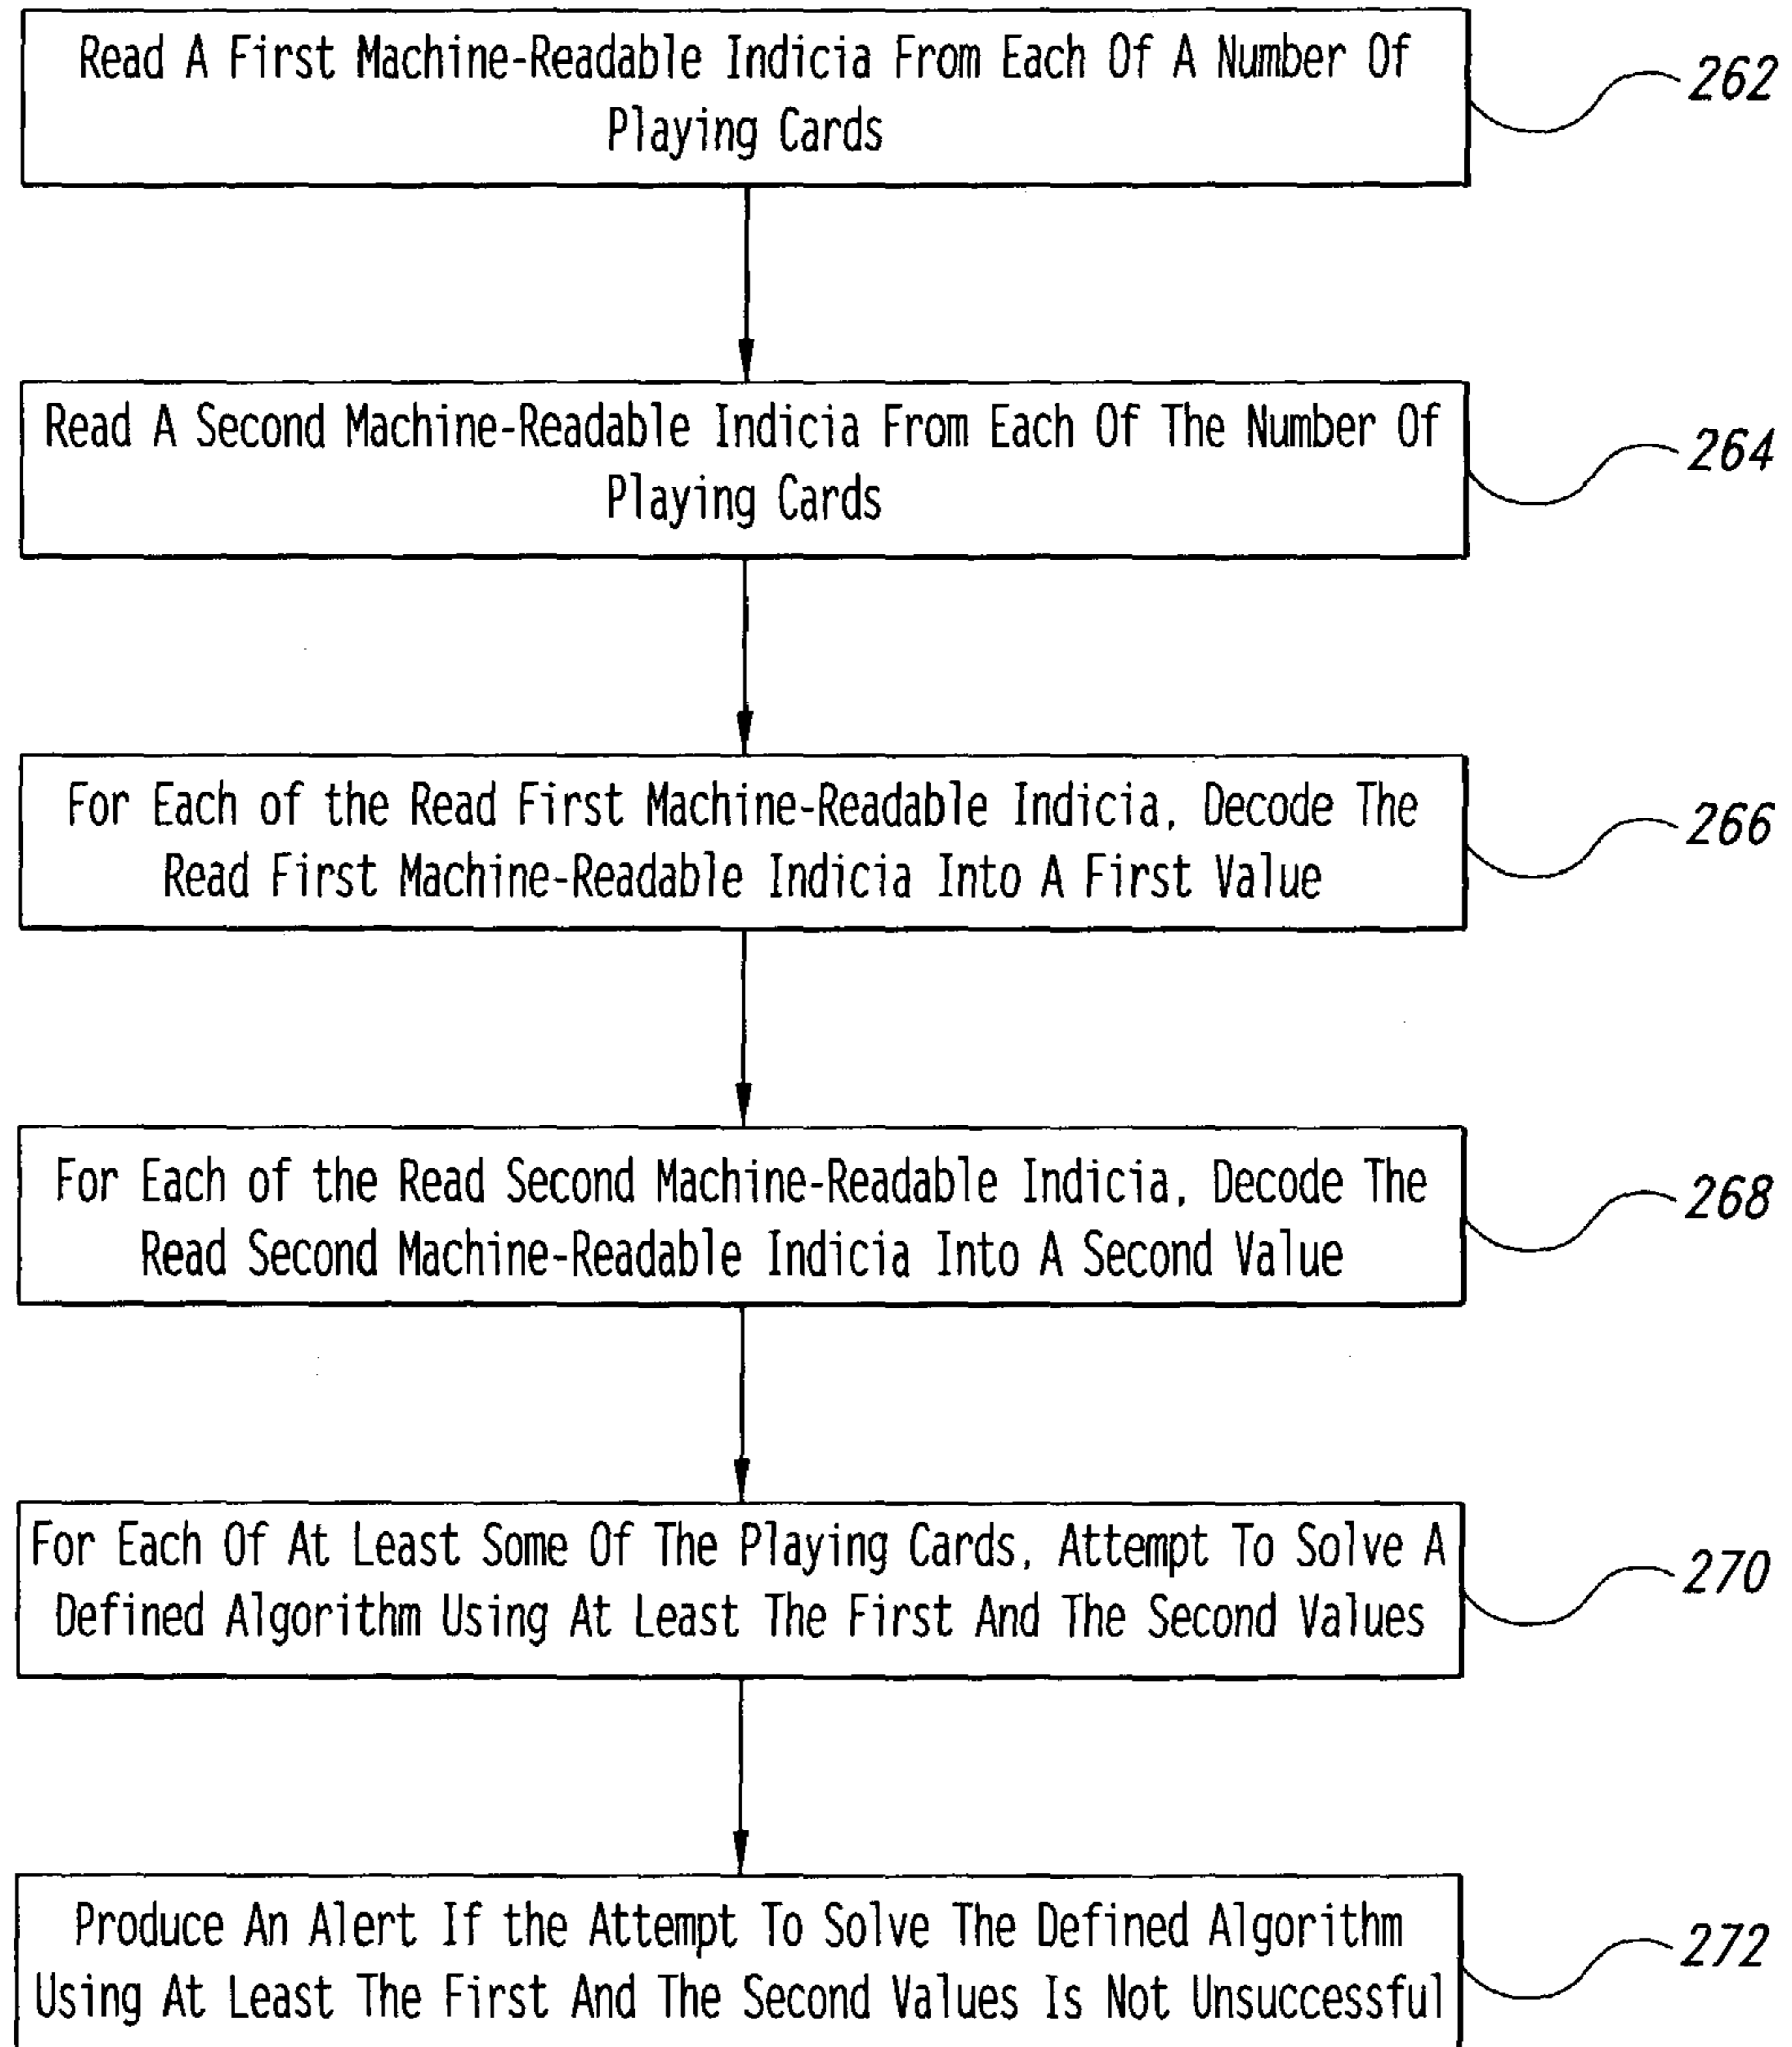 Read A First Machine-Readable Indicia From Each Of A Number Of
Playing Cards
262
Read A Second Machine-Readable Indicia From Each Of The Number Of
Playing Cards
264
For Each of the Read First Machine-Readable Indicia, Decode The
Read First Machine-Readable Indicia Into A First Value
266
For Each of the Read Second Machine-Readable Indicia, Decode The
Read Second Machine-Readable Indicia Into A Second Value
268
For Each Of At Least Some Of The Playing Cards, Attempt To Solve A
Defined Algorithm Using At Least The First And The Second Values
270
Produce An Alert If the Attempt To Solve The Defined Algorithm
Using At Least The First And The Second Values Is Not Unsuccessful
272